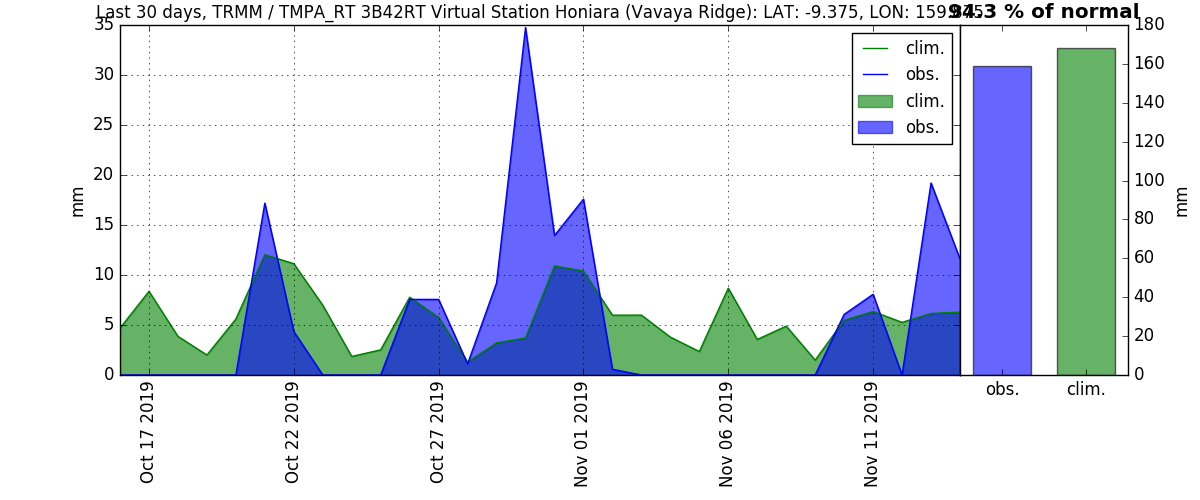 Last 30 days, TRMM / TMPA_RT 3B42RT Virtual Station Honiara (Vavaya Ridge): LAT: -9.375, LON:
% of normal
35
30
25
20
15
10
5
0
mm
clim.
obs.
clim.
obs.
180
160
140
120
100
80
60
40
20
0
mm
Oct 17 2019
Oct 22 2019
Oct 27 2019
Nov 01 2019
Nov 06 2019
Nov 11 2019
obs.
clim.